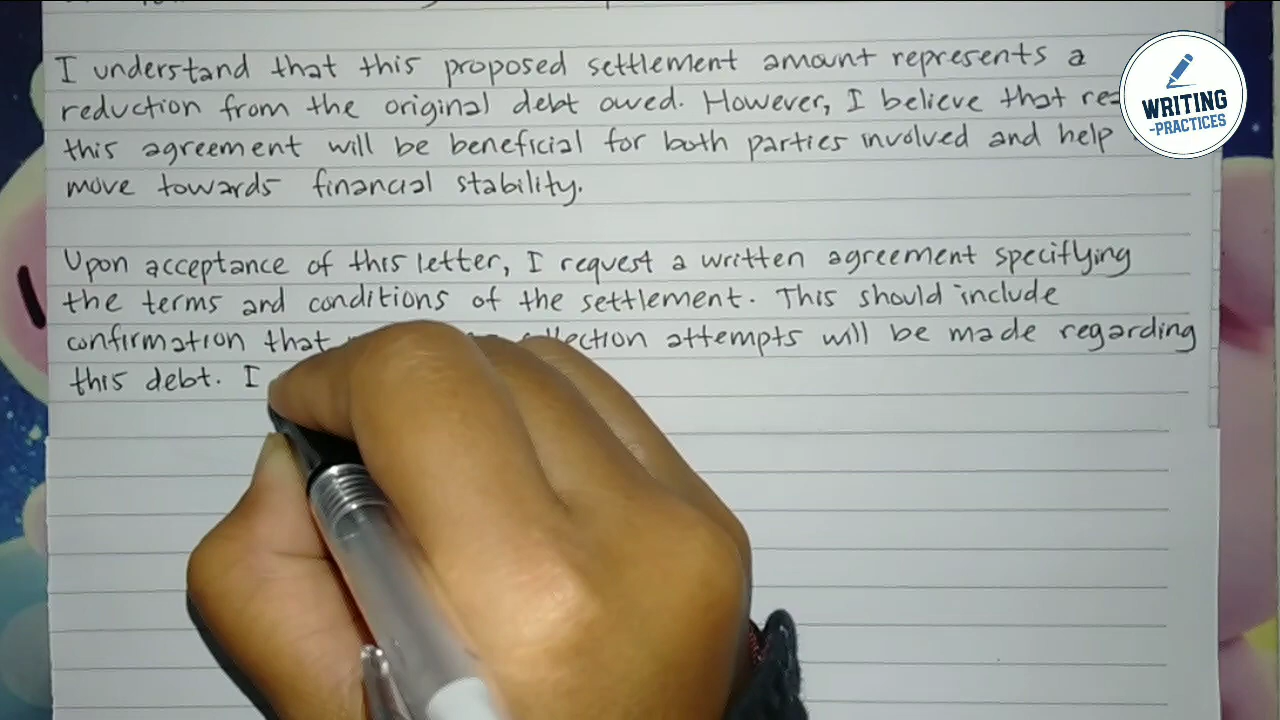 I understand that this proposed settlement amount represents a
reduction from the original debt owed. However, I believe that
this agreement will be beneficial for both parties involved and help
move towards financial stability.
Upon acceptance of this letter, I request a written agreement specifying
the terms and conditions of the settlement. This should include
confirmation that attempts will be made regarding
this debt. I
WRITING
-PRACTICES